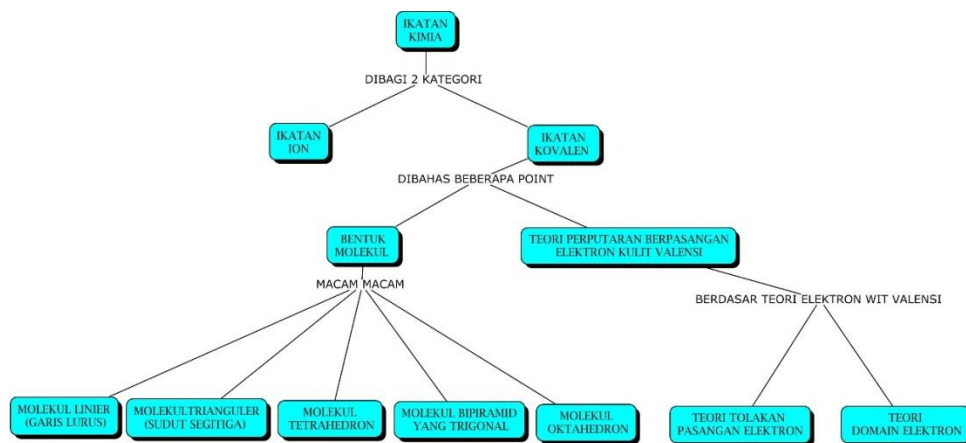 IKATAN
KIMIA
DIBAGI 2 KATEGORI
IKATAN
ION
IKATAN
KOVALEN
DIBAHAS BEBERAPA POINT
BENTUK
MOLEKUL
TEORI PERPUTARAN BERPASANGAN
ELEKTRON KULIT VALENSI
MACAM MACAM
BERDASAR TEORI ELEKTRON WIT VALENSI
MOLEKUL LINIER
(GARIS LURUS)
MOLEKULTRIANGULER
(SUDUT SEGITIGA)
MOLEKUL
TETRAHEDRON
MOLEKUL BIPIRAMID
YANG TRIGONAL
MOLEKUL
OKTAHEDRON
TEORI TOLAKAN
PASANGAN ELEKTRON
TEORI
DOMAIN ELEKTRON